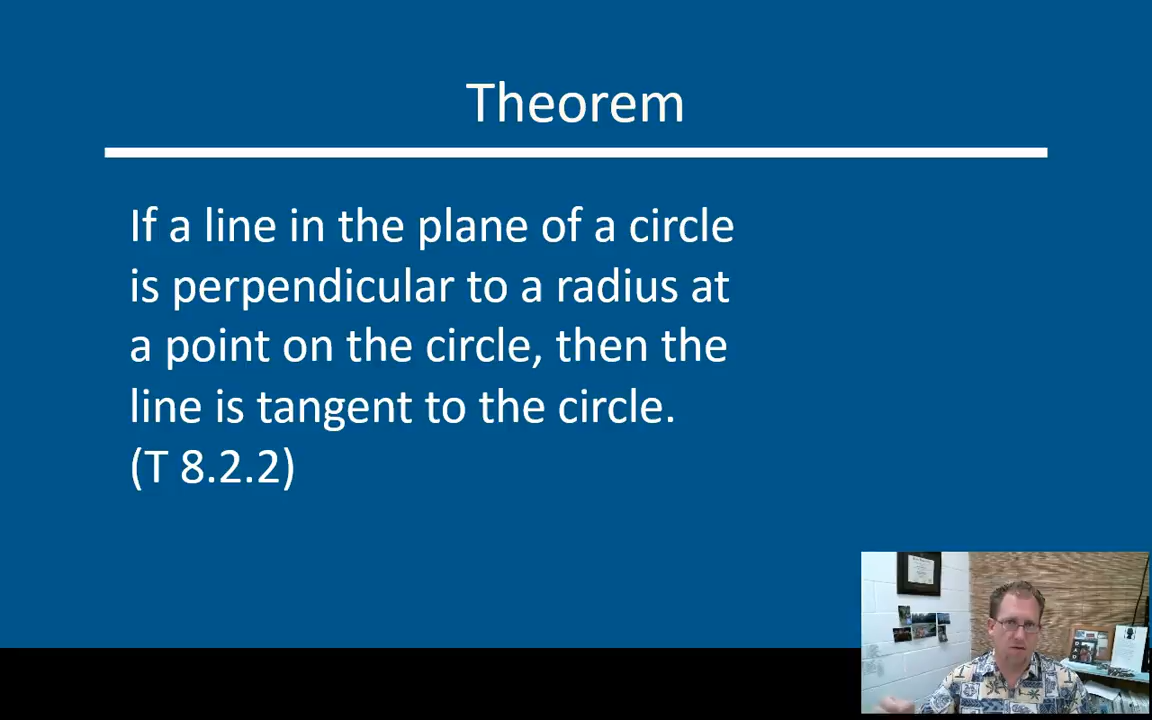 Theorem
If a line in the plane of a circle
is perpendicular to a radius at
a point on the circle, then the
line is tangent to the circle.
(T 8.2.2)